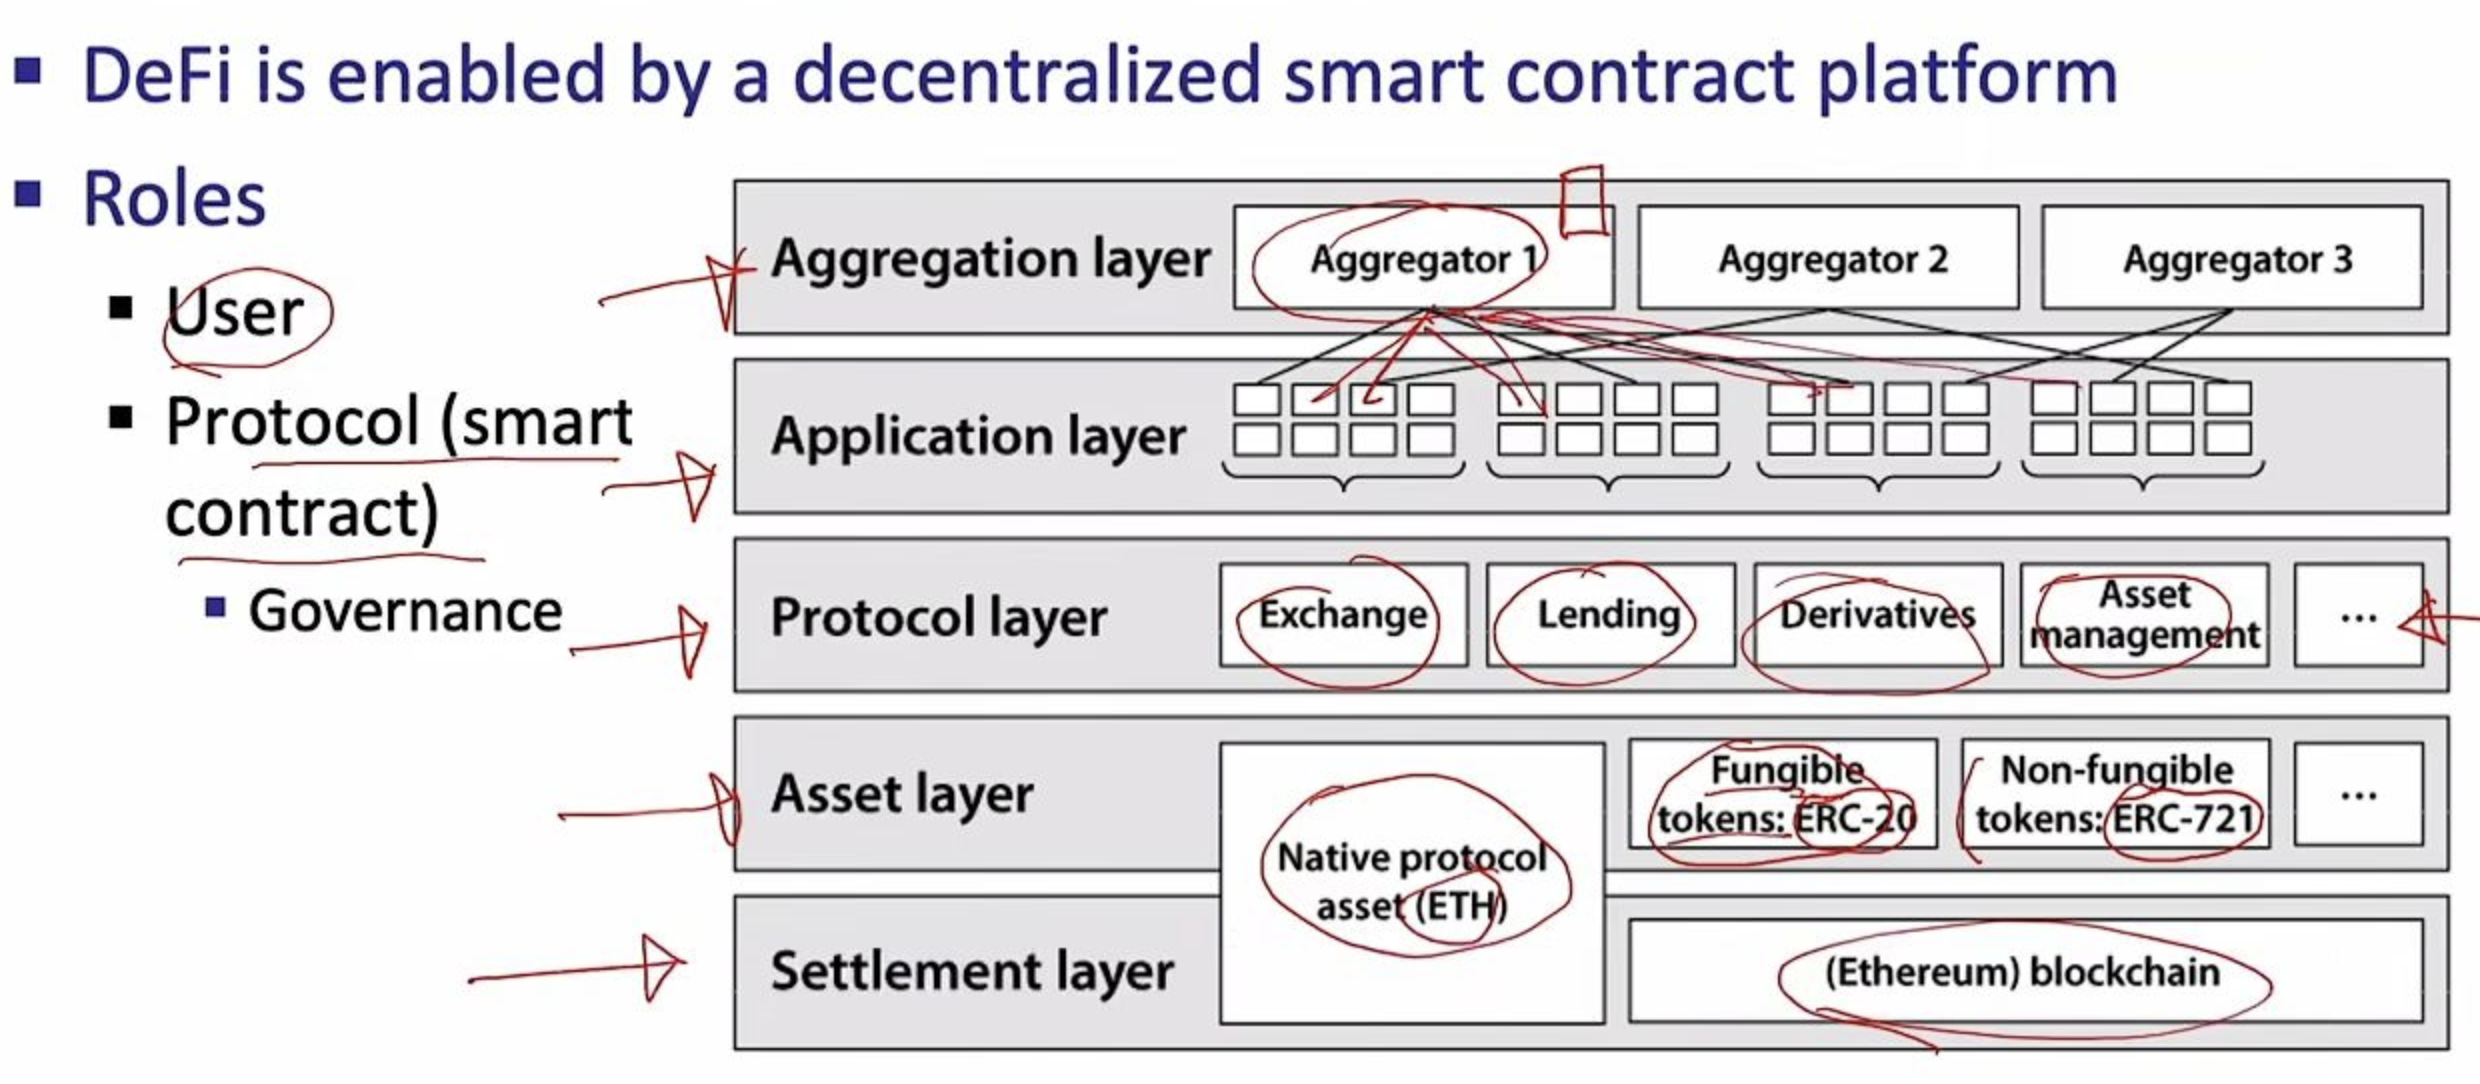 DeFi is enabled by a decentralized smart contract platform
Roles
User
Protocol (smart
contract)
Governance
Aggregation layer
Aggregator 1
Aggregator 2
Aggregator 3
Application layer
Protocol layer
Exchange
Lending
Derivatives
Asset
management
...
Asset layer
Native protocol
asset (ETH)
Fungible
tokens: ERC-20
Non-fungible
tokens: ERC-721
...
Settlement layer
(Ethereum) blockchain